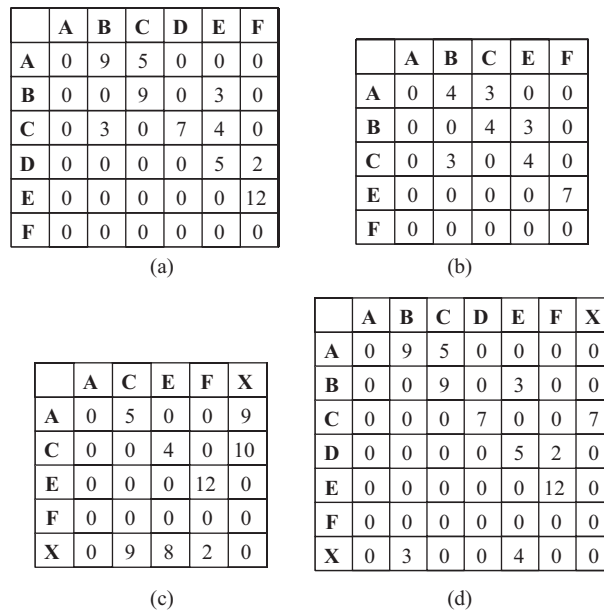 A B C D E F
A 0 9 5 0 0 0
B 0 0 9 0 3 0
C 0 3 0 7 4 0
D 0 0 0 0 5 2
E 0 0 0 0 0 12
F 0 0 0 0 0 0
(a)
A B C E F
A 0 4 3 0 0
B 0 0 4 3 0
C 0 3 0 4 0
E 0 0 0 0 7
F 0 0 0 0 0
(b)
A C E F X
A 0 5 0 0 9
C 0 0 4 0 10
E 0 0 0 12 0
F 0 0 0 0 0
X 0 9 8 2 0
(c)
A B C D E F X
A 0 9 5 0 0 0 0
B 0 0 9 0 3 0 0
C 0 0 0 7 0 0 7
D 0 0 0 0 5 2 0
E 0 0 0 0 0 12 0
F 0 0 0 0 0 0 0
X 0 3 0 0 4 0 0
(d)